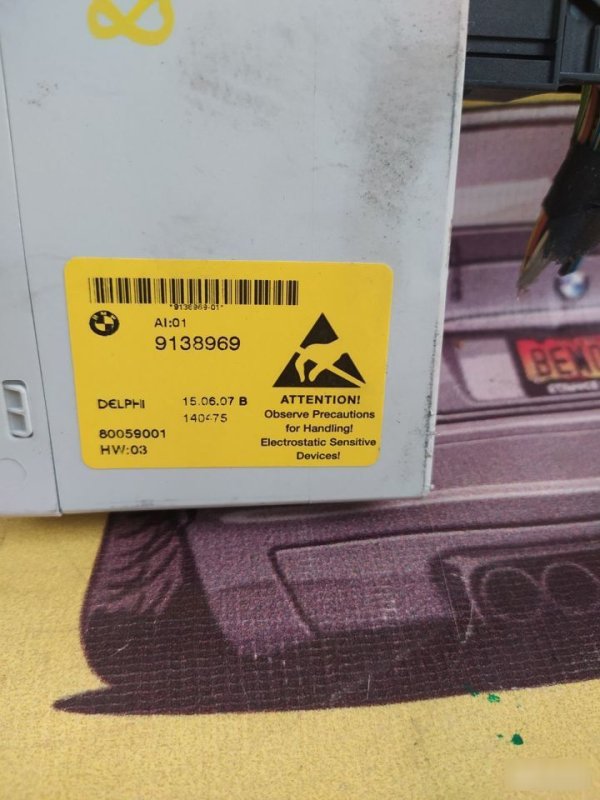 *9138969-01*
AI:01
9138969
DELPHI
15.06.07 B
80059001
HW:03
ATTENTION!
Observe Precautions
for Handling!
Electrostatic Sensitive
Devices!